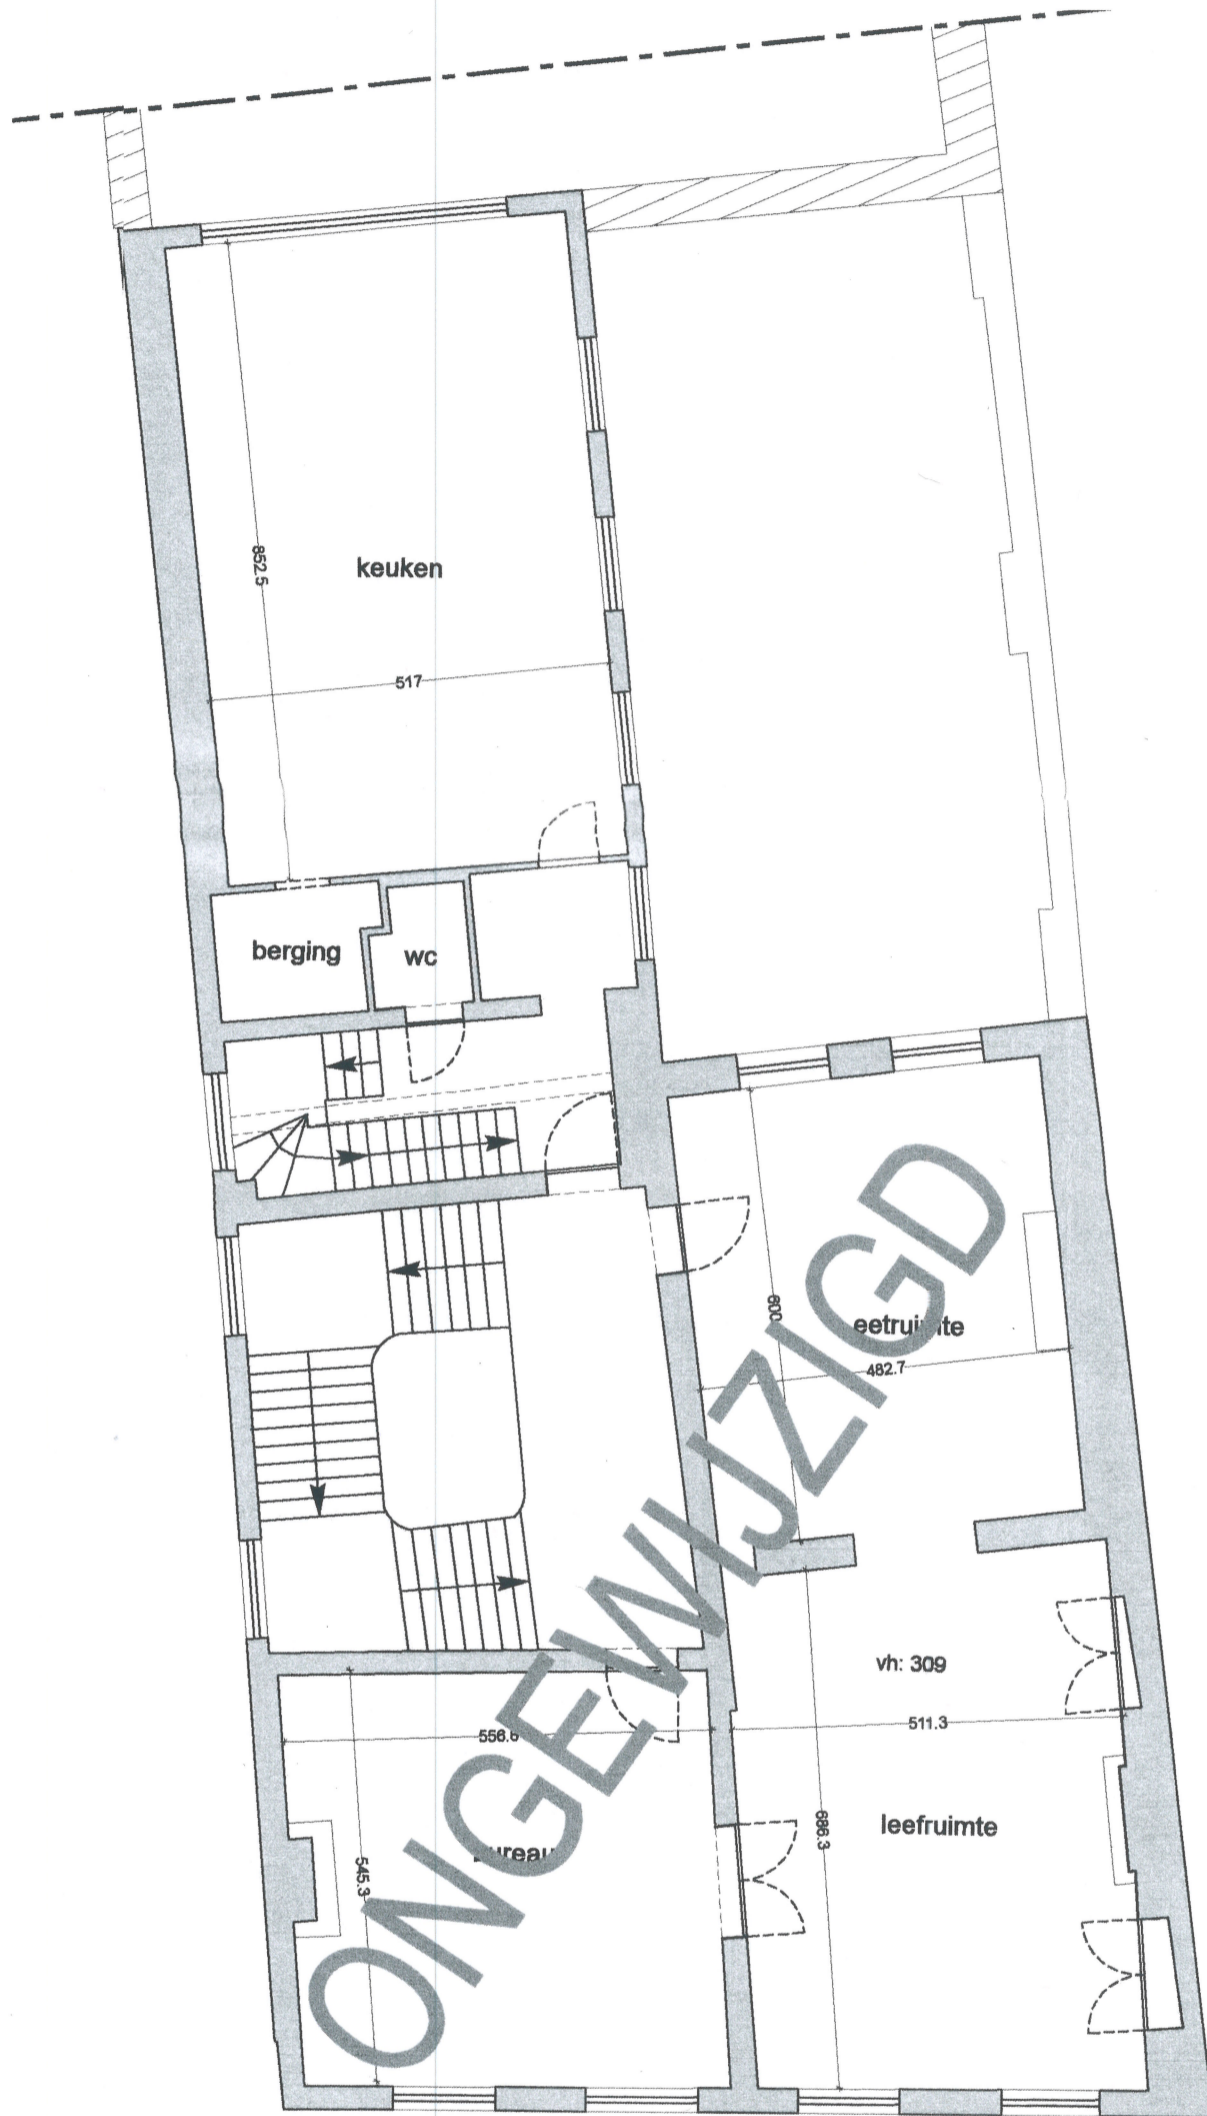 852.5
keuken
517
berging
wc
600
eetruimte
482.7
ONGEWIJZIGD
vh: 309
511.3
556.6
686.3
leefruimte
bureau
545.3